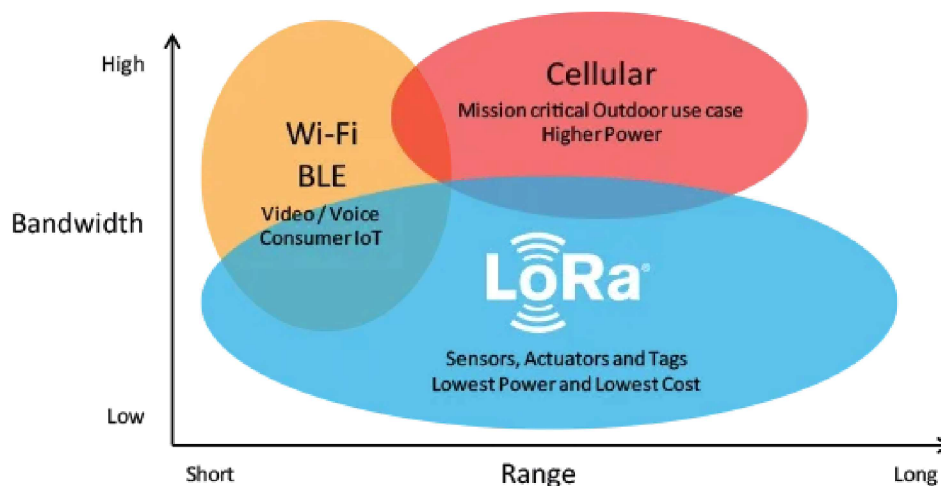 High
Bandwidth
Low
Wi-Fi
BLE
Video / Voice
Consumer IoT
Cellular
Mission critical Outdoor use case
Higher Power
LoRa®
Sensors, Actuators and Tags
Lowest Power and Lowest Cost
Short
Range
Long